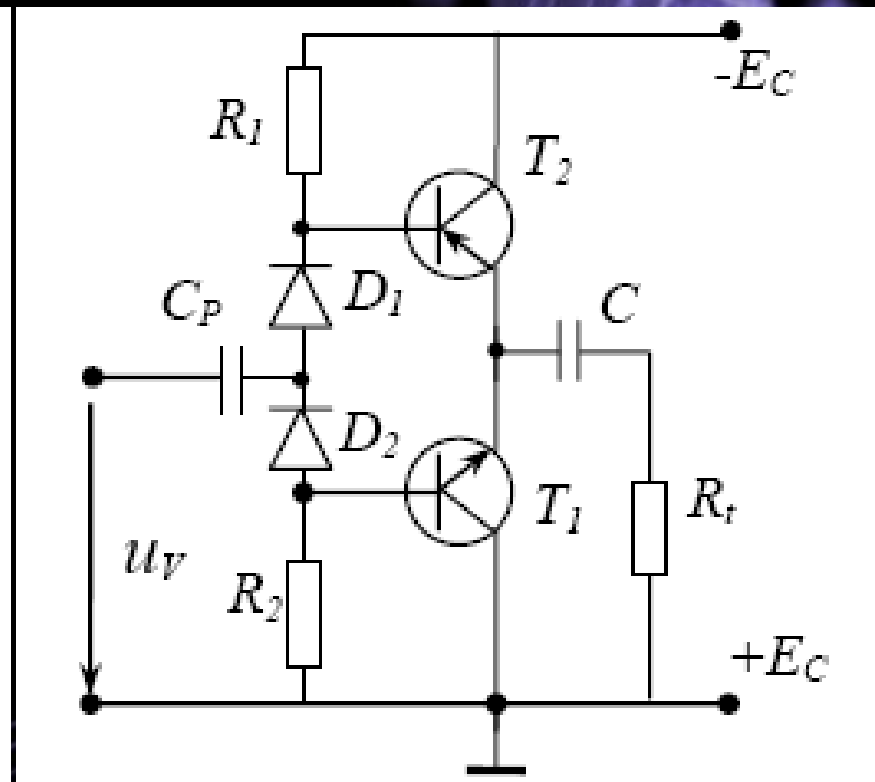 -E_C
R_1
T_2
C_P
D_1
C
D_2
T_1
R_t
u_V
R_2
+E_C